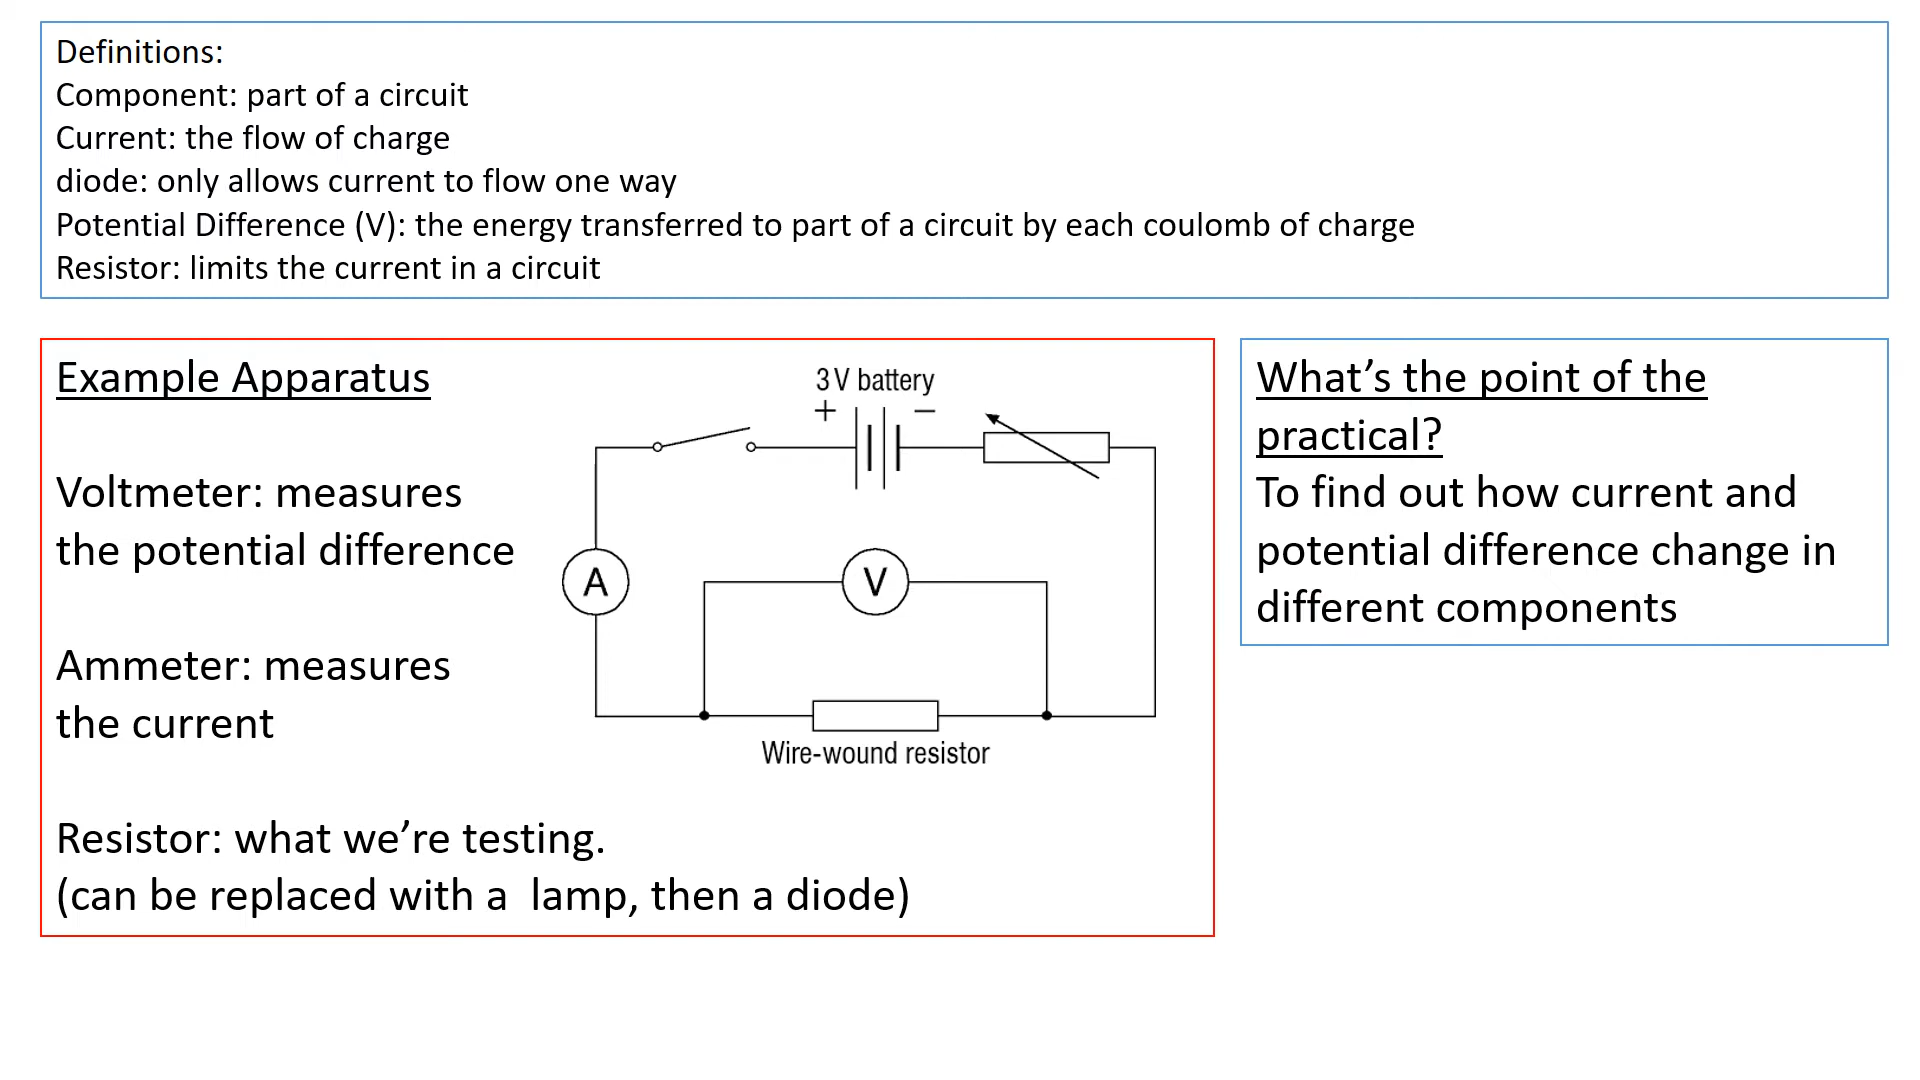 Definitions:
Component: part of a circuit
Current: the flow of charge
diode: only allows current to flow one way
Potential Difference (V): the energy transferred to part of a circuit by each coulomb of charge
Resistor: limits the current in a circuit
Example Apparatus
Voltmeter: measures
the potential difference
Ammeter: measures
the current
Resistor: what we’re testing.
(can be replaced with a  lamp, then a diode)
3V battery
+ −
A
V
Wire-wound resistor
What’s the point of the
practical?
To find out how current and
potential difference change in
different components